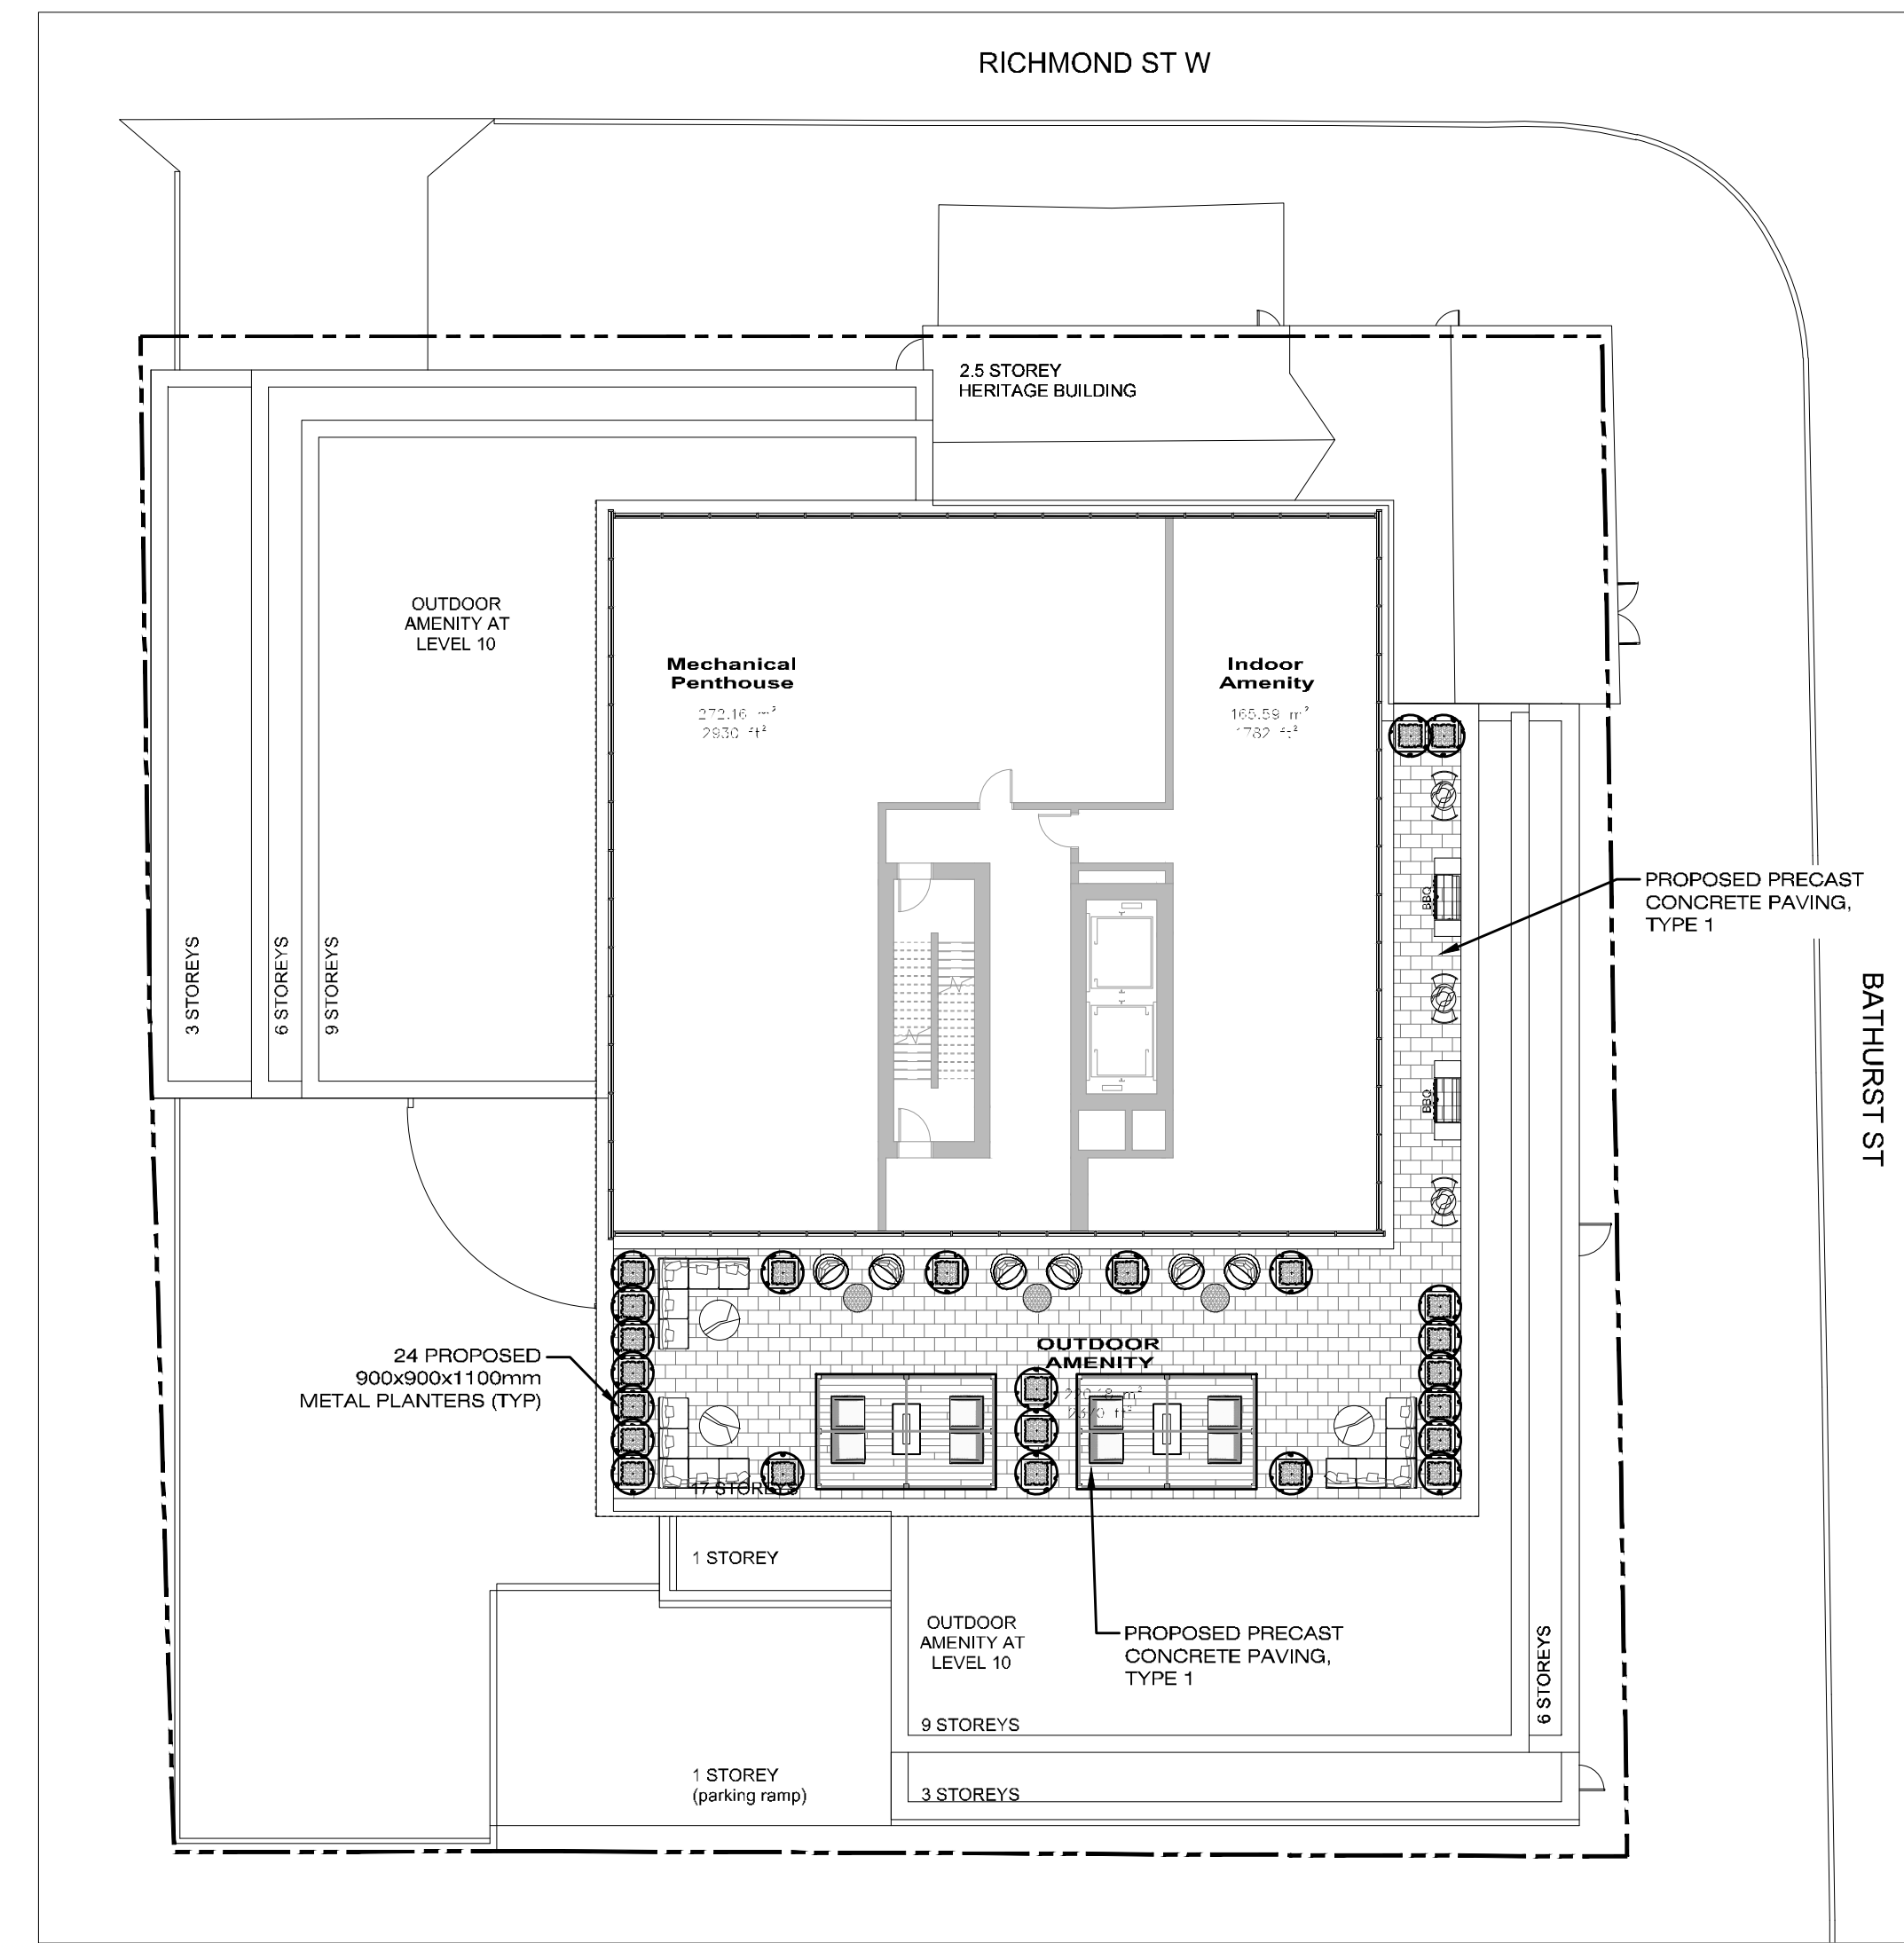 RICHMOND ST W
2.5 STOREY
HERITAGE BUILDING
OUTDOOR
AMENITY AT
LEVEL 10
Mechanical
Penthouse
272.16 m²
2930 ft²
Indoor
Amenity
165.59 m²
1782 ft²
PROPOSED PRECAST
CONCRETE PAVING,
TYPE 1
BBQ
3 STOREYS
6 STOREYS
9 STOREYS
BATHURST ST
BBQ
24 PROPOSED
900x900x1100mm
METAL PLANTERS (TYP)
OUTDOOR
AMENITY
m²
ft²
17 STOREYS
1 STOREY
OUTDOOR
AMENITY AT
LEVEL 10
PROPOSED PRECAST
CONCRETE PAVING,
TYPE 1
6 STOREYS
9 STOREYS
1 STOREY
(parking ramp)
3 STOREYS